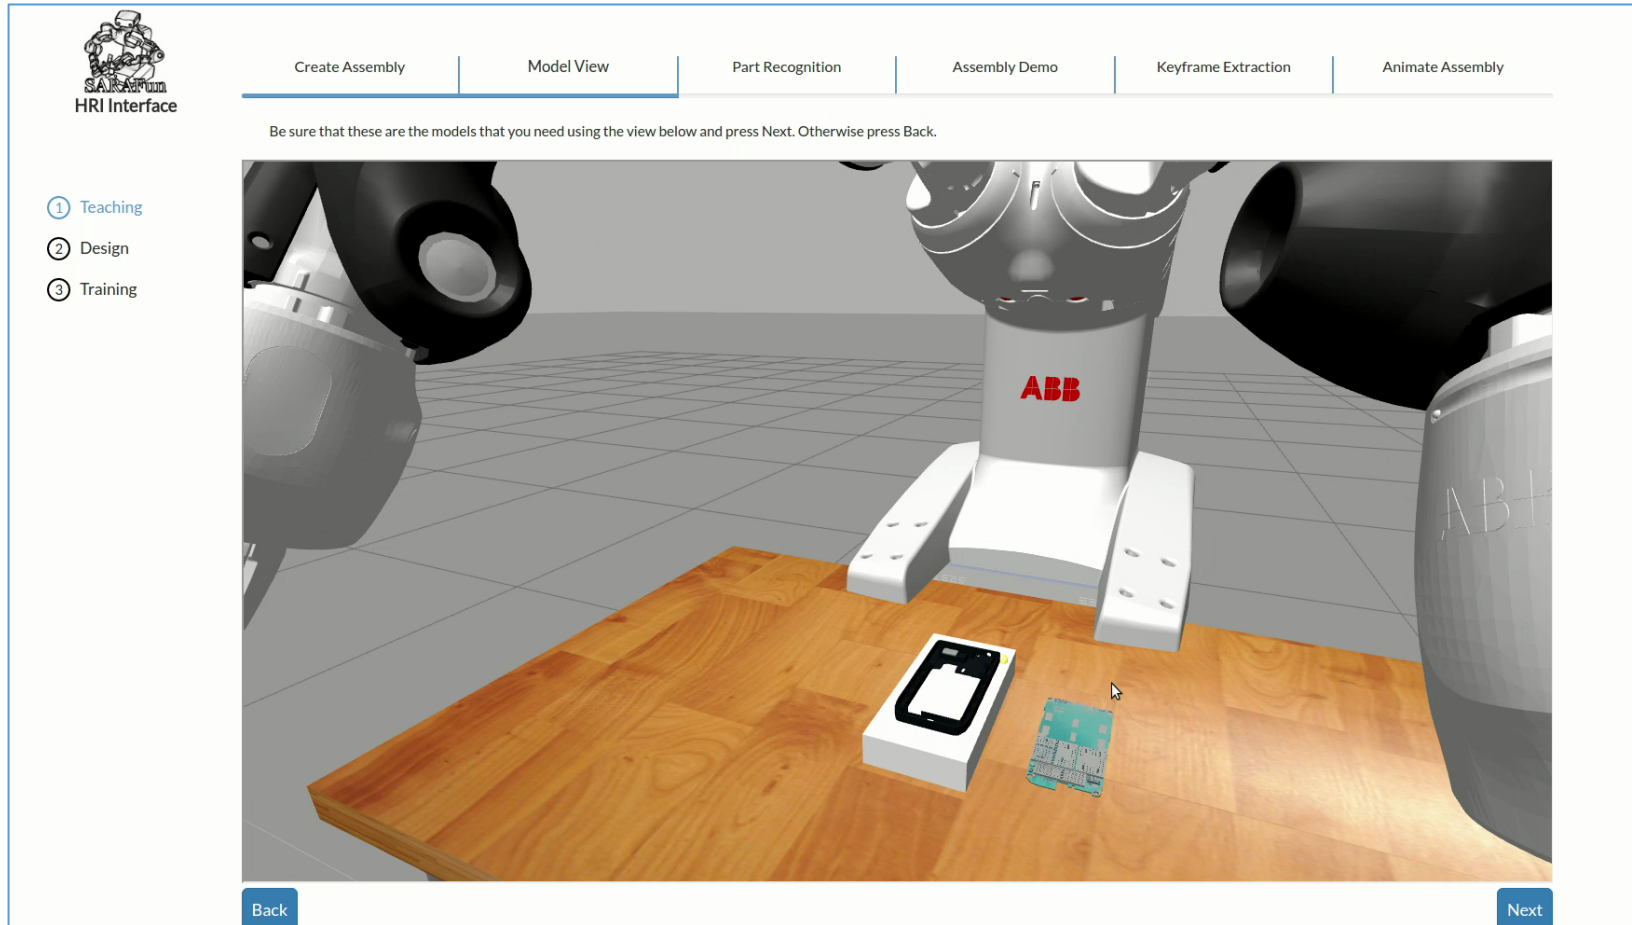 SARAFun
HRI Interface
Create Assembly
Model View
Part Recognition
Assembly Demo
Keyframe Extraction
Animate Assembly
Be sure that these are the models that you need using the view below and press Next. Otherwise press Back.
1 Teaching
2 Design
3 Training
ABB
ABB
Back
Next